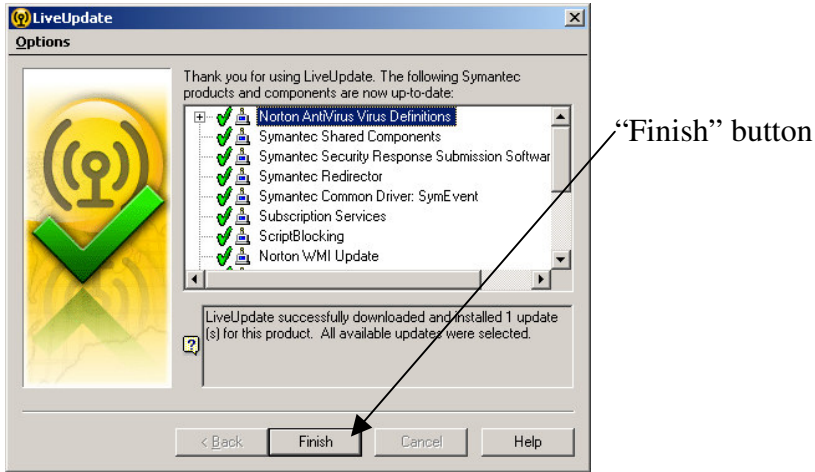 LiveUpdate
Options
Thank you for using LiveUpdate. The following Symantec
products and components are now up-to-date:
Norton AntiVirus Virus Definitions
Symantec Shared Components
Symantec Security Response Submission Softwar
Symantec Redirector
Symantec Common Driver: SymEvent
Subscription Services
ScriptBlocking
Norton WMI Update
“Finish” button
LiveUpdate successfully downloaded and installed 1 update
(s) for this product. All available updates were selected.
< Back Finish Cancel Help